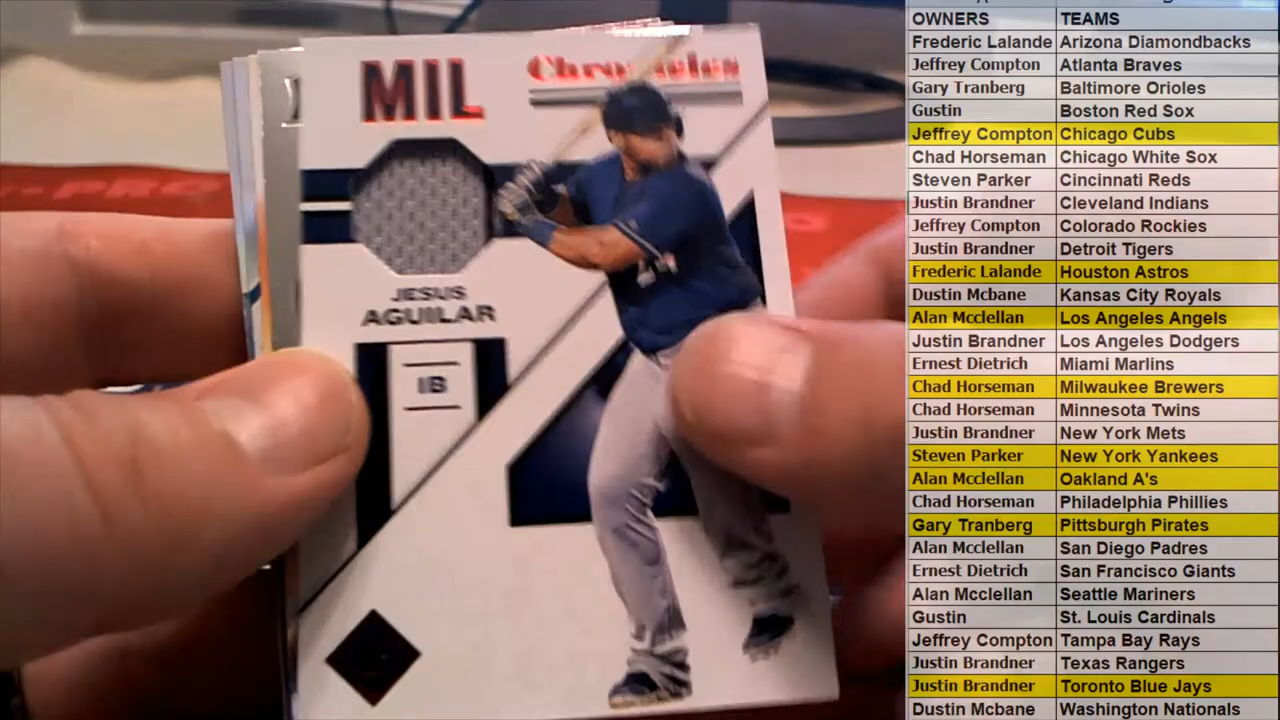 MIL
Chronicles
JESUS
AGUILAR
1B
OWNERS TEAMS
Frederic Lalande Arizona Diamondbacks
Jeffrey Compton Atlanta Braves
Gary Tranberg Baltimore Orioles
Gustin Boston Red Sox
Jeffrey Compton Chicago Cubs
Chad Horseman Chicago White Sox
Steven Parker Cincinnati Reds
Justin Brandner Cleveland Indians
Jeffrey Compton Colorado Rockies
Justin Brandner Detroit Tigers
Frederic Lalande Houston Astros
Dustin Mcbane Kansas City Royals
Alan Mcclellan Los Angeles Angels
Justin Brandner Los Angeles Dodgers
Ernest Dietrich Miami Marlins
Chad Horseman Milwaukee Brewers
Chad Horseman Minnesota Twins
Justin Brandner New York Mets
Steven Parker New York Yankees
Alan Mcclellan Oakland A's
Chad Horseman Philadelphia Phillies
Gary Tranberg Pittsburgh Pirates
Alan Mcclellan San Diego Padres
Ernest Dietrich San Francisco Giants
Alan Mcclellan Seattle Mariners
Gustin St. Louis Cardinals
Jeffrey Compton Tampa Bay Rays
Justin Brandner Texas Rangers
Justin Brandner Toronto Blue Jays
Dustin Mcbane Washington Nationals